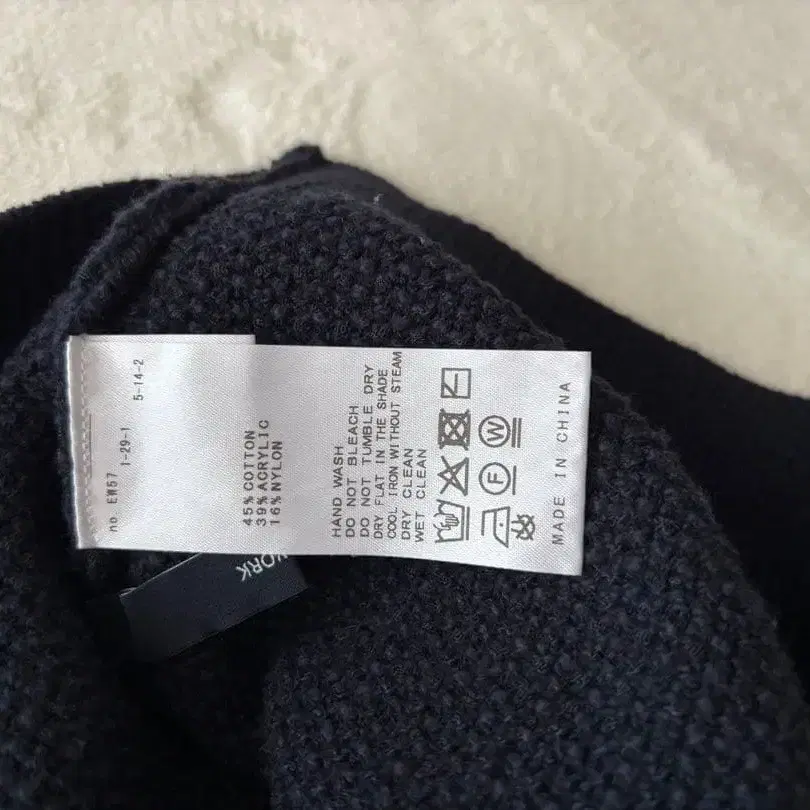 no. EW57 1-29-1 5-14-2
45% COTTON
39% ACRYLIC
16% NYLON
HAND WASH
DO NOT BLEACH
DO NOT TUMBLE DRY
DRY FLAT IN THE SHADE
COOL IRON WITHOUT STEAM
DRY CLEAN
WET CLEAN
W
F
MADE IN CHINA
YORK